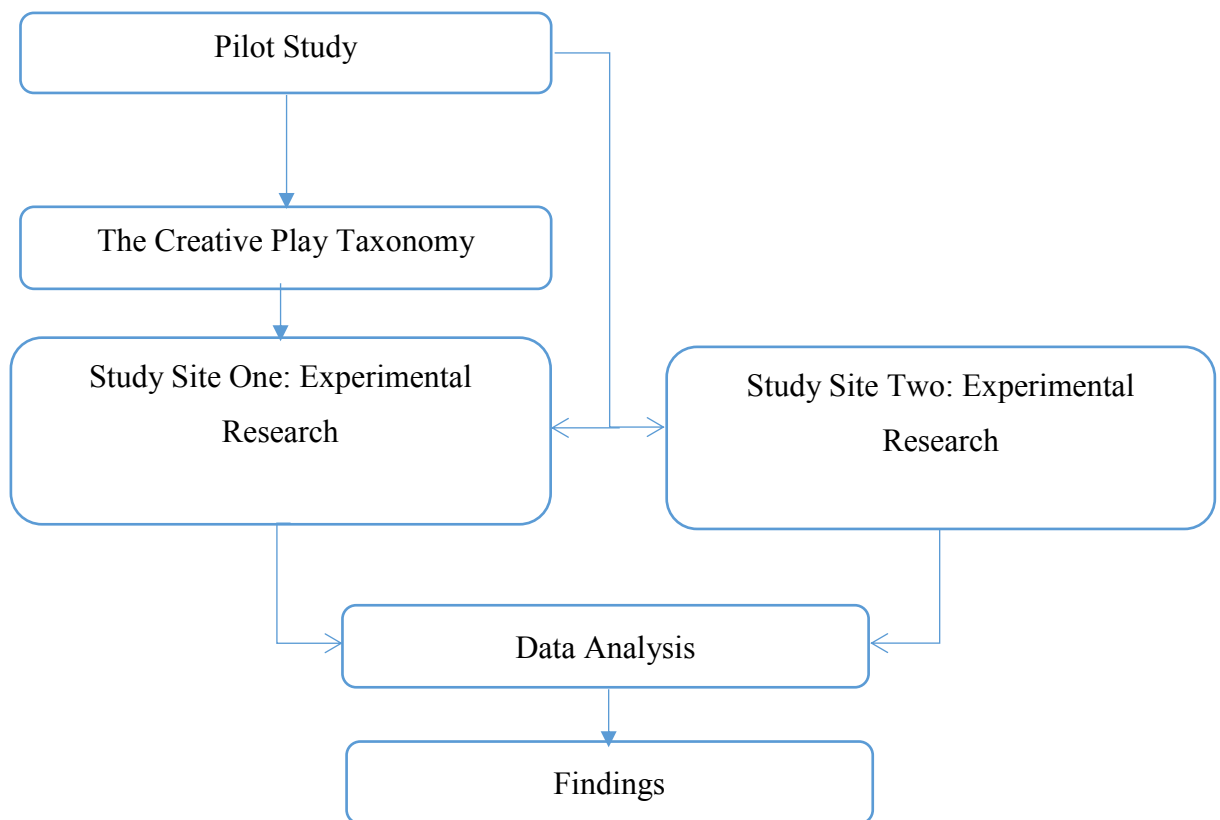 Pilot Study
The Creative Play Taxonomy
Study Site One: Experimental
Research
Study Site Two: Experimental
Research
Data Analysis
Findings